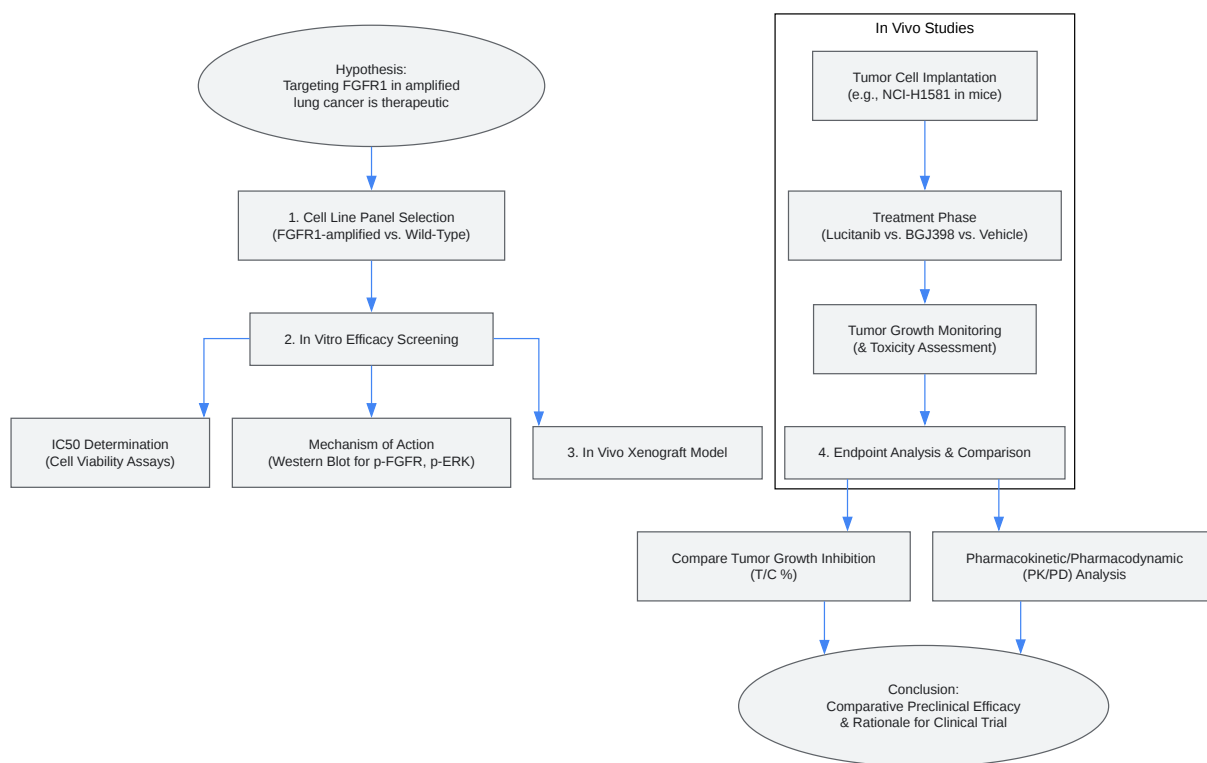 Hypothesis:
Targeting FGFR1 in amplified
lung cancer is therapeutic
1. Cell Line Panel Selection
(FGFR1-amplified vs. Wild-Type)
2. In Vitro Efficacy Screening
IC50 Determination
(Cell Viability Assays)
Mechanism of Action
(Western Blot for p-FGFR, p-ERK)
3. In Vivo Xenograft Model
In Vivo Studies
Tumor Cell Implantation
(e.g., NCI-H1581 in mice)
Treatment Phase
(Lucitanib vs. BGJ398 vs. Vehicle)
Tumor Growth Monitoring
(& Toxicity Assessment)
4. Endpoint Analysis & Comparison
Compare Tumor Growth Inhibition
(T/C %)
Pharmacokinetic/Pharmacodynamic
(PK/PD) Analysis
Conclusion:
Comparative Preclinical Efficacy
& Rationale for Clinical Trial